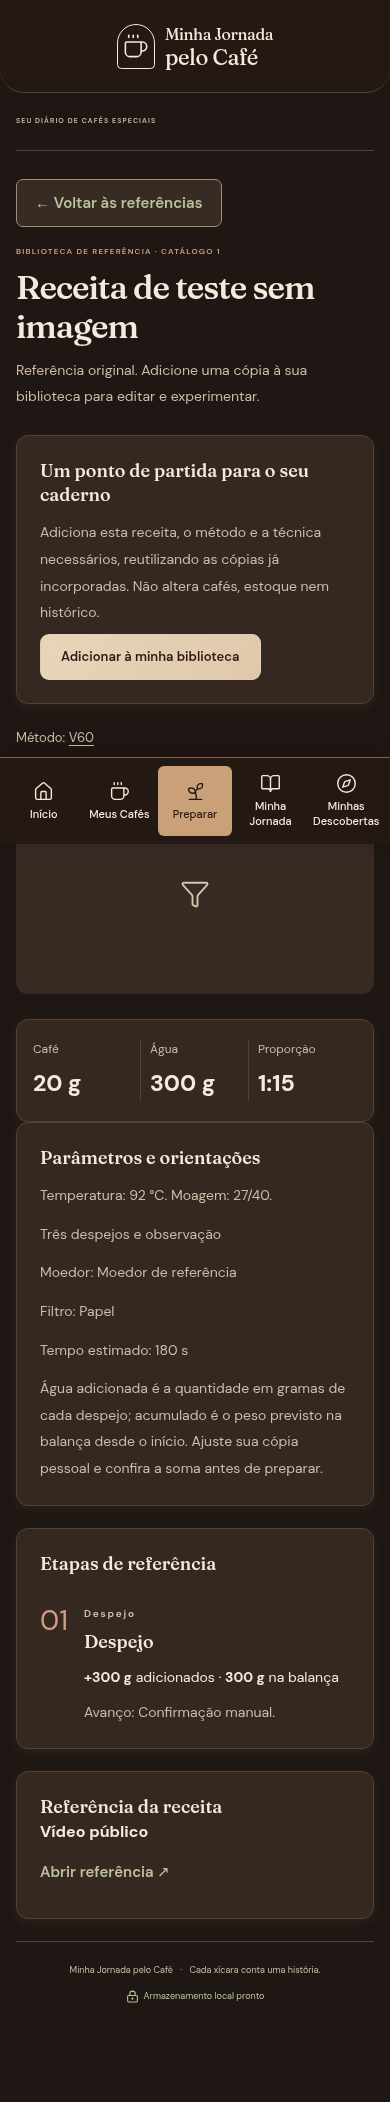 Minha Jornada
pelo Café
SEU DIÁRIO DE CAFÉS ESPECIAIS
← Voltar às referências
BIBLIOTECA DE REFERÊNCIA · CATÁLOGO 1
Receita de teste sem
imagem
Referência original. Adicione uma cópia à sua
biblioteca para editar e experimentar.
Um ponto de partida para o seu
caderno
Adiciona esta receita, o método e a técnica
necessários, reutilizando as cópias já
incorporadas. Não altera cafés, estoque nem
histórico.
Adicionar à minha biblioteca
Método: V60
Início
Meus Cafés
Preparar
Minha
Jornada
Minhas
Descobertas
Café
Água
Proporção
20 g
300 g
1:15
Parâmetros e orientações
Temperatura: 92 °C. Moagem: 27/40.
Três despejos e observação
Moedor: Moedor de referência
Filtro: Papel
Tempo estimado: 180 s
Água adicionada é a quantidade em gramas de
cada despejo; acumulado é o peso previsto na
balança desde o início. Ajuste sua cópia
pessoal e confira a soma antes de preparar.
Etapas de referência
01
Despejo
Despejo
+300 g adicionados · 300 g na balança
Avanço: Confirmação manual.
Referência da receita
Vídeo público
Abrir referência ↗
Minha Jornada pelo Café · Cada xícara conta uma história.
Armazenamento local pronto